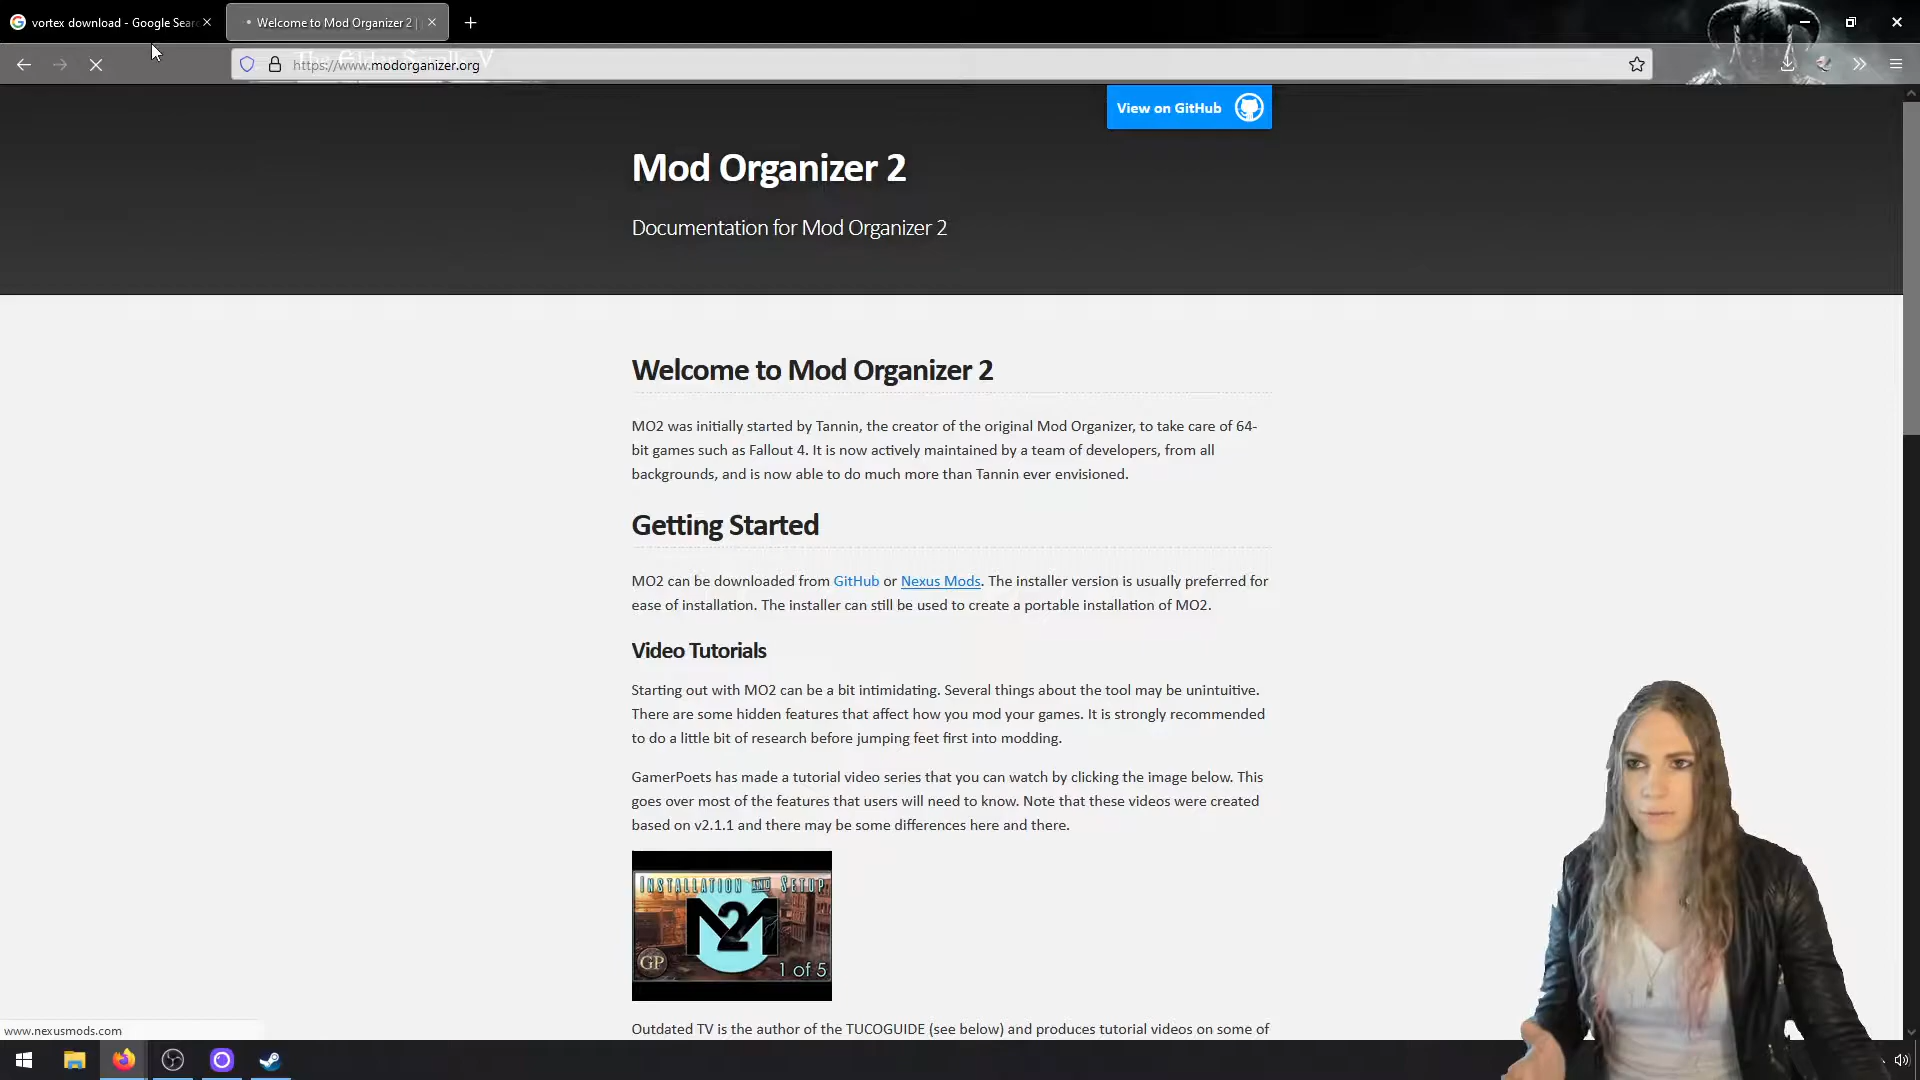 vortex download - Google Sear
Welcome to Mod Organizer 2 |
https://www.modorganizer.org
View on GitHub
Mod Organizer 2
Documentation for Mod Organizer 2
Welcome to Mod Organizer 2
MO2 was initially started by Tannin, the creator of the original Mod Organizer, to take care of 64-
bit games such as Fallout 4. It is now actively maintained by a team of developers, from all
backgrounds, and is now able to do much more than Tannin ever envisioned.
Getting Started
MO2 can be downloaded from GitHub or Nexus Mods. The installer version is usually preferred for
ease of installation. The installer can still be used to create a portable installation of MO2.
Video Tutorials
Starting out with MO2 can be a bit intimidating. Several things about the tool may be unintuitive.
There are some hidden features that affect how you mod your games. It is strongly recommended
to do a little bit of research before jumping feet first into modding.
GamerPoets has made a tutorial video series that you can watch by clicking the image below. This
goes over most of the features that users will need to know. Note that these videos were created
based on v2.1.1 and there may be some differences here and there.
INSTALLATION AND SETUP
M2
GP
1 of 5
Outdated TV is the author of the TUCOGUIDE (see below) and produces tutorial videos on some of
www.nexusmods.com